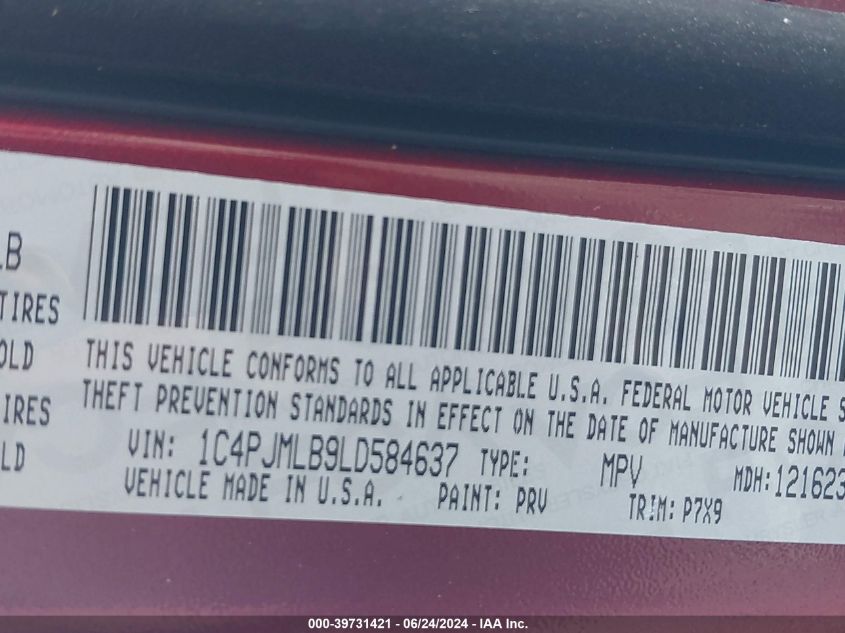 LB
TIRES
OLD
IRES
LD
THIS VEHICLE CONFORMS TO ALL APPLICABLE U.S.A. FEDERAL MOTOR VEHICLE S
THEFT PREVENTION STANDARDS IN EFFECT ON THE DATE OF MANUFACTURE SHOWN
VIN: 1C4PJMLB9LD584637 TYPE: MPV MDH:121623
VEHICLE MADE IN U.S.A. PAINT: PRV TRIM: P7X9
000-39731421 - 06/24/2024 - IAA Inc.